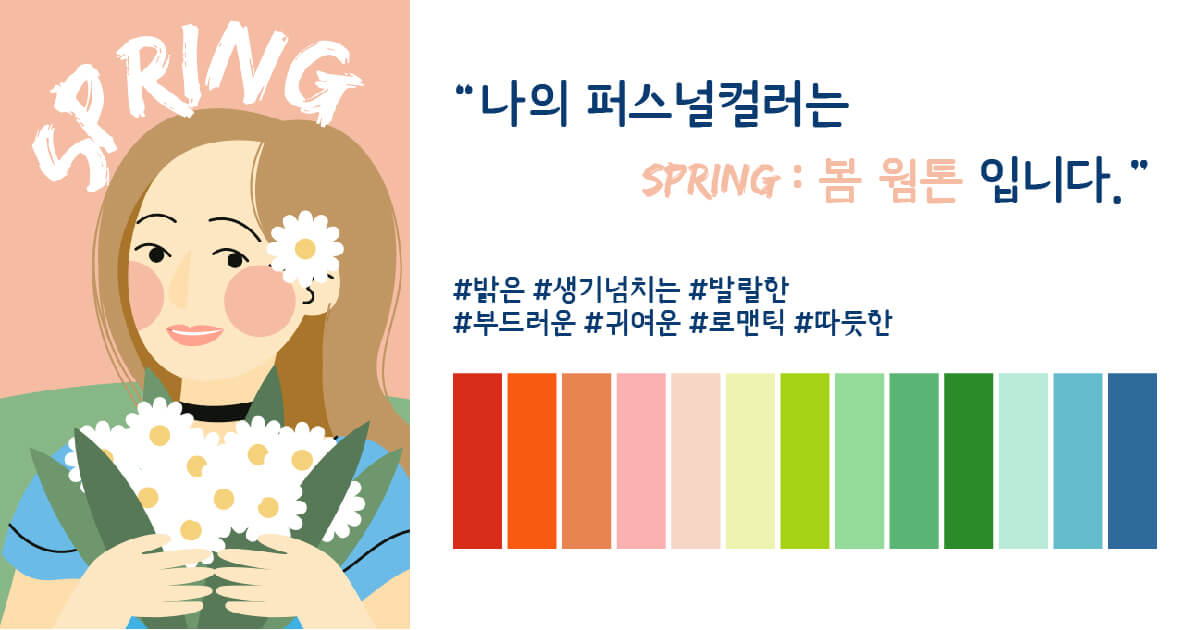 SPRING
“나의 퍼스널컬러는
SPRING : 봄 웜톤 입니다.”
#밝은 #생기넘치는 #발랄한
#부드러운 #귀여운 #로맨틱 #따듯한